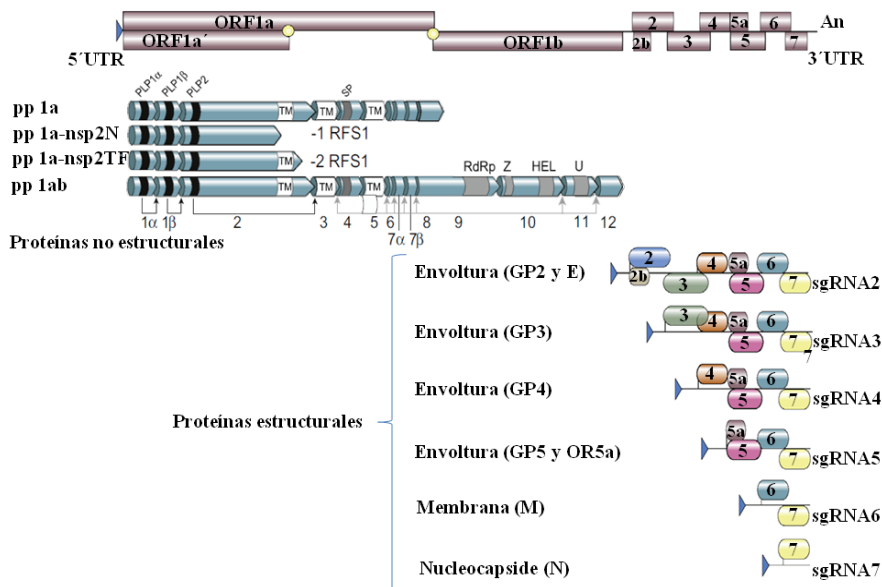 ORF1a
2 4 5a 6 An
ORF1a´ ORF1b 2b 3 5 7
5´UTR 3´UTR
PLP1α PLP1β PLP2 SP
pp 1a TM TM TM
pp 1a-nsp2N -1 RFS1
pp 1a-nsp2TF TM -2 RFS1
RdRp Z HEL U
pp 1ab TM TM TM
1α 1β 2 3 4 5 6 7α 7β 8 9 10 11 12
Proteínas no estructurales
Envoltura (GP2 y E) 2 2b 3 4 5a 5 6 7 sgRNA2
Envoltura (GP3) 3 4 5a 5 6 7 sgRNA3
7
Envoltura (GP4) 4 5a 5 6 7 sgRNA4
Proteínas estructurales
Envoltura (GP5 y OR5a) 5a 5 6 7 sgRNA5
Membrana (M) 6 7 sgRNA6
Nucleocapside (N) 7 sgRNA7